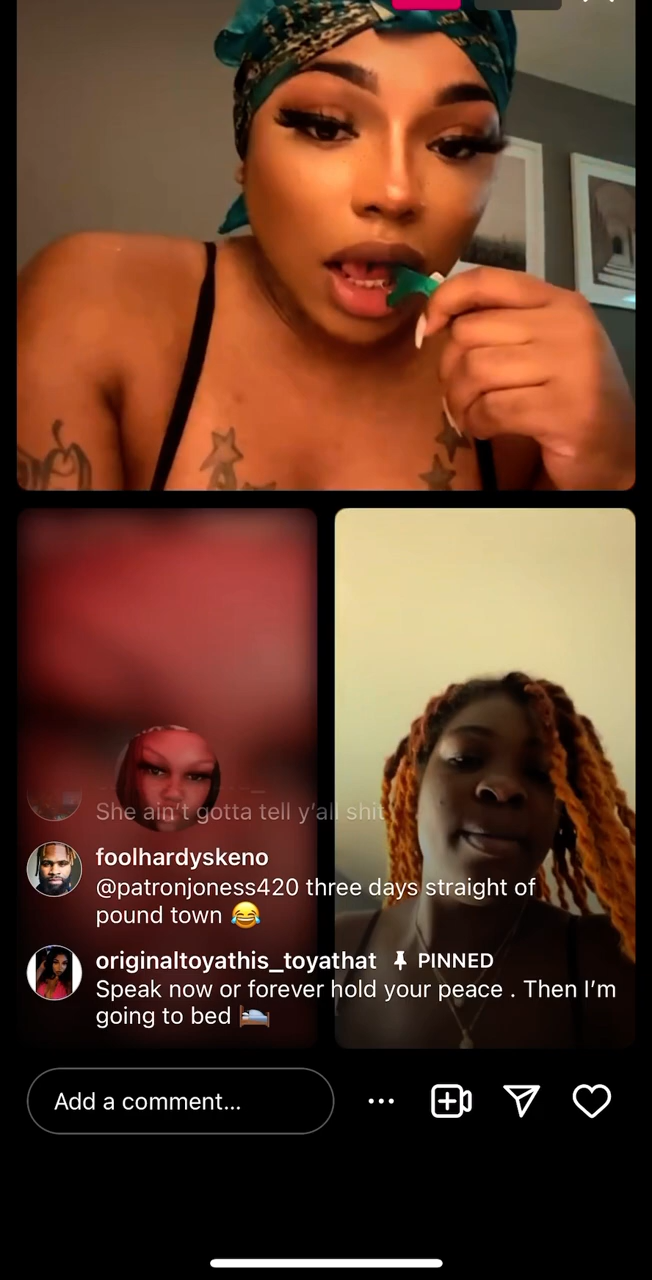 She ain't gotta tell y'all shit
foolhardyskeno
@patronjoness420 three days straight of
pound town 😂
originaltoyathis_toyathat PINNED
Speak now or forever hold your peace . Then I'm
going to bed 🛌
Add a comment...